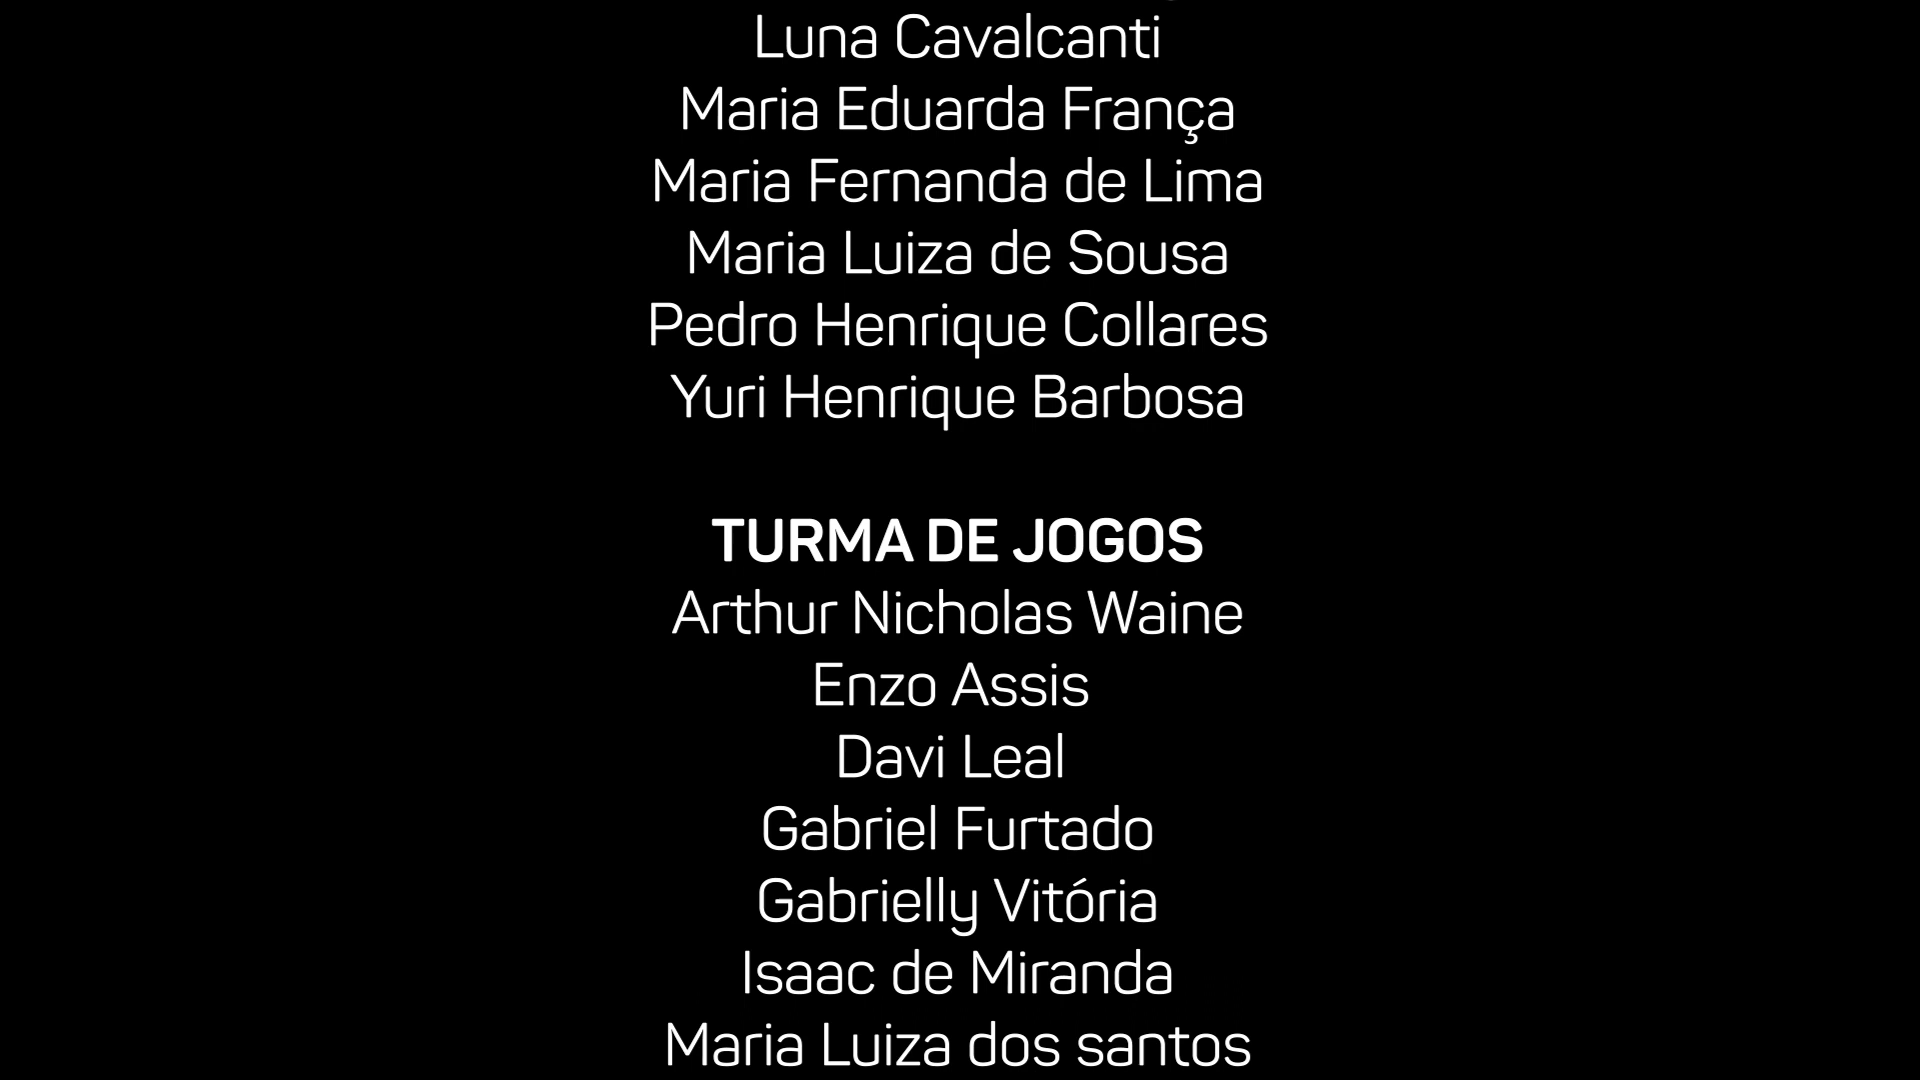 Luna Cavalcanti
Maria Eduarda França
Maria Fernanda de Lima
Maria Luiza de Sousa
Pedro Henrique Collares
Yuri Henrique Barbosa
TURMA DE JOGOS
Arthur Nicholas Waine
Enzo Assis
Davi Leal
Gabriel Furtado
Gabrielly Vitória
Isaac de Miranda
Maria Luiza dos santos